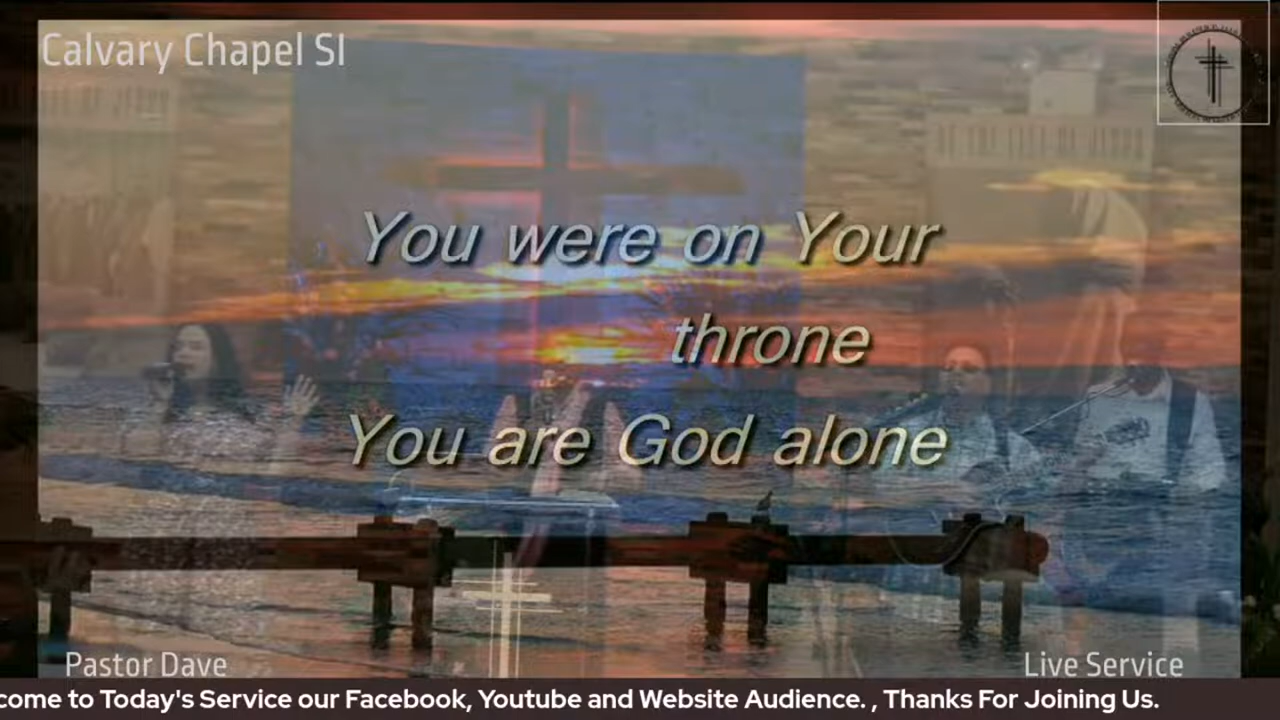 Calvary Chapel SI
You were on Your
throne
You are God alone
Pastor Dave
Live Service
come to Today's Service our Facebook, Youtube and Website Audience. , Thanks For Joining Us.